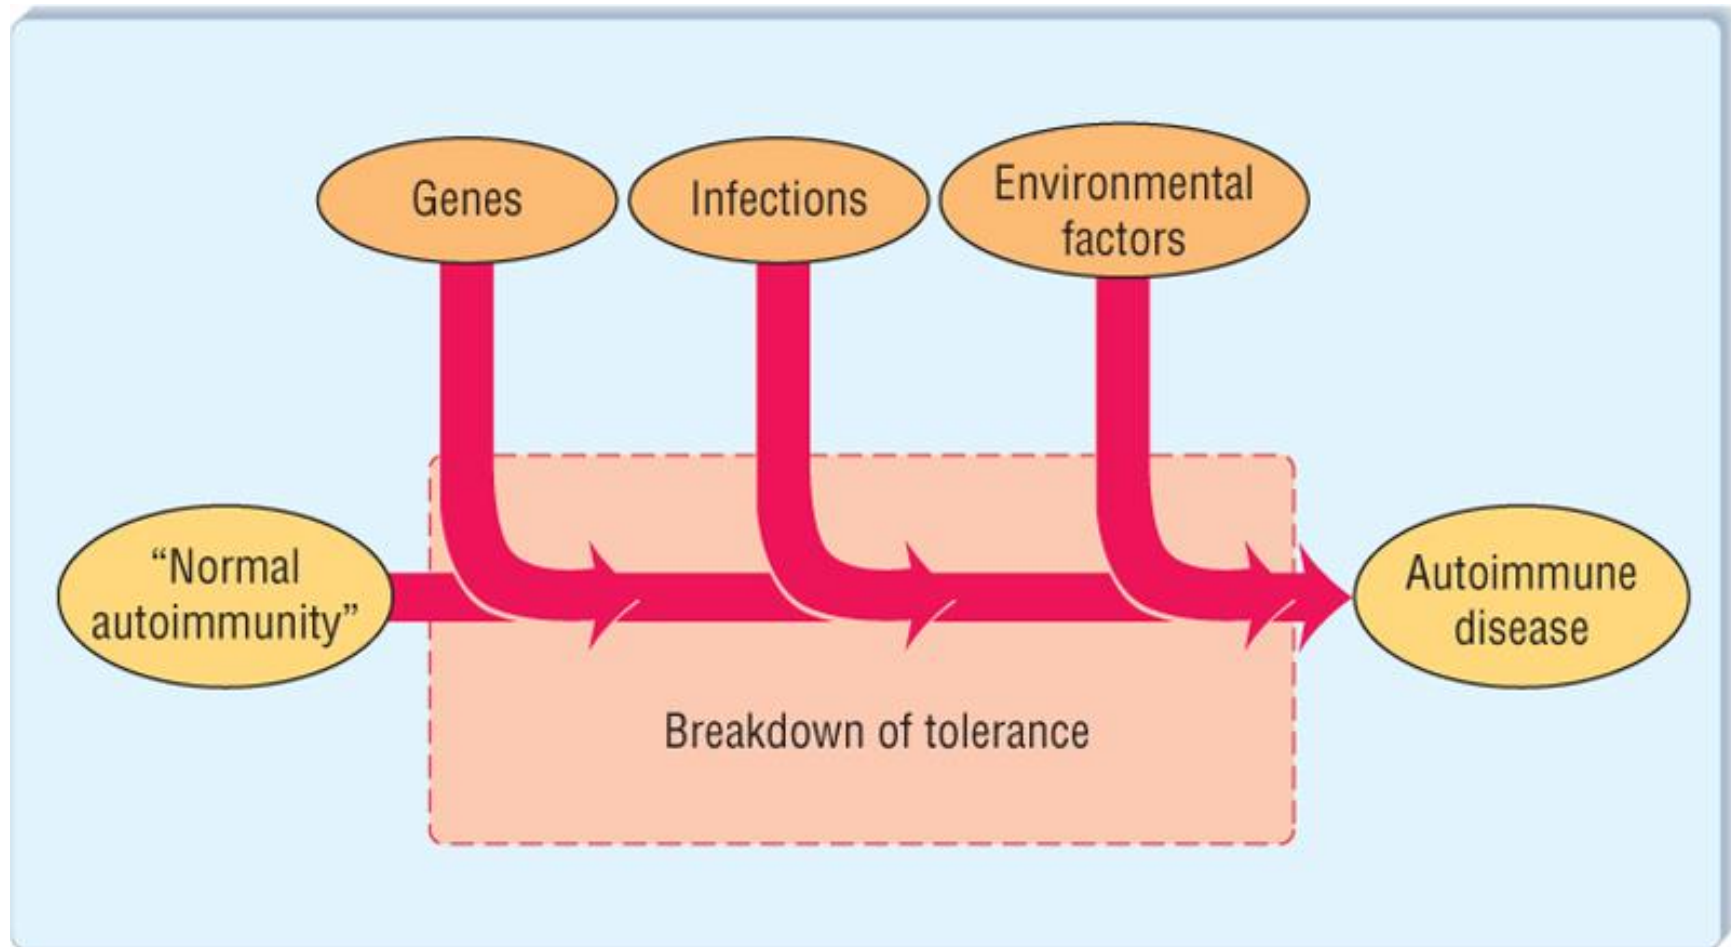 Genes
Infections
Environmental
factors
“Normal
autoimmunity”
Autoimmune
disease
Breakdown of tolerance